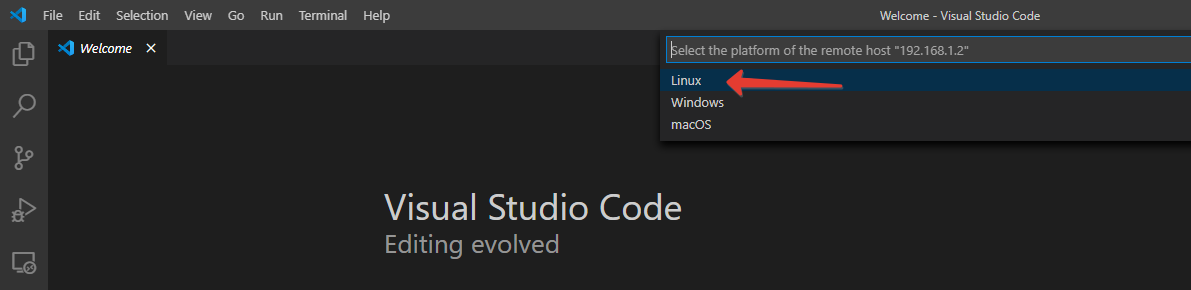 File Edit Selection View Go Run Terminal Help Welcome - Visual Studio Code
Welcome
Select the platform of the remote host "192.168.1.2"
Linux
Windows
macOS
Visual Studio Code
Editing evolved